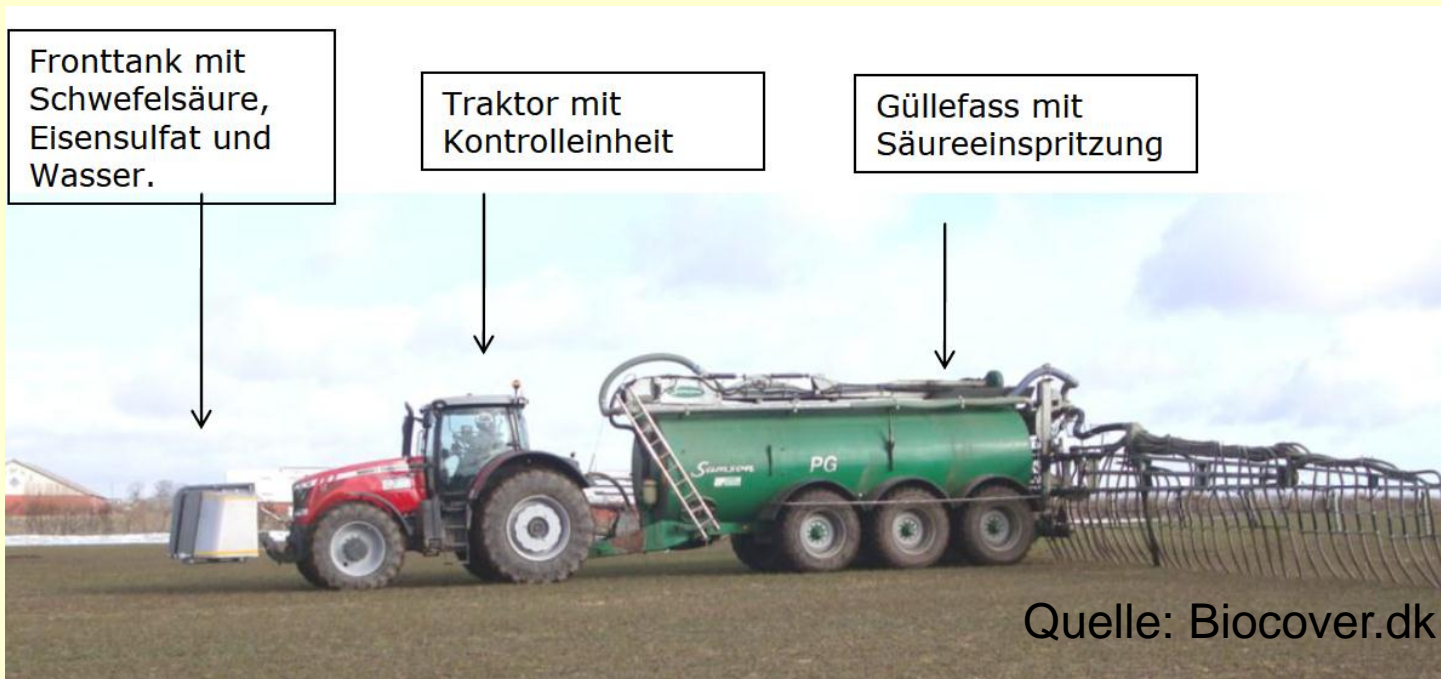 Fronttank mit
Schwefelsäure,
Eisensulfat und
Wasser.
Traktor mit
Kontrolleinheit
Güllefass mit
Säureeinspritzung
Samson
PG
Quelle: Biocover.dk